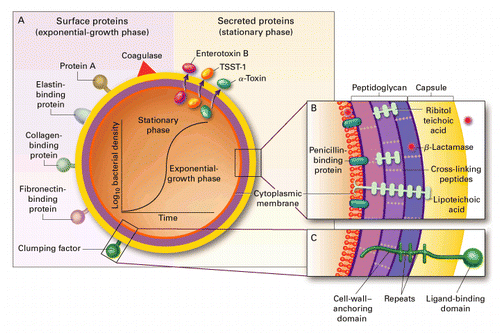 A
Surface proteins
(exponential-growth phase)
Secreted proteins
(stationary phase)
Coagulase
Enterotoxin B
TSST-1
α-Toxin
Protein A
Elastin-
binding
protein
Collagen-
binding
protein
Fibronectin-
binding
protein
Clumping factor
Stationary
phase
Exponential-
growth phase
Log10 bacterial density
Time
Cytoplasmic
membrane
Peptidoglycan
Capsule
B
Ribitol
teichoic
acid
β-Lactamase
Penicillin-
binding
protein
Cross-linking
peptides
Lipoteichoic
acid
C
Cell-wall–
anchoring
domain
Repeats
Ligand-binding
domain